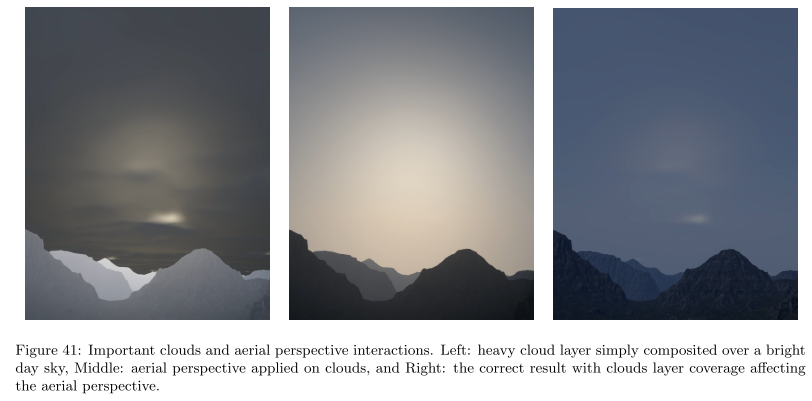 Figure 41: Important clouds and aerial perspective interactions. Left: heavy cloud layer simply composited over a bright
day sky, Middle: aerial perspective applied on clouds, and Right: the correct result with clouds layer coverage affecting
the aerial perspective.